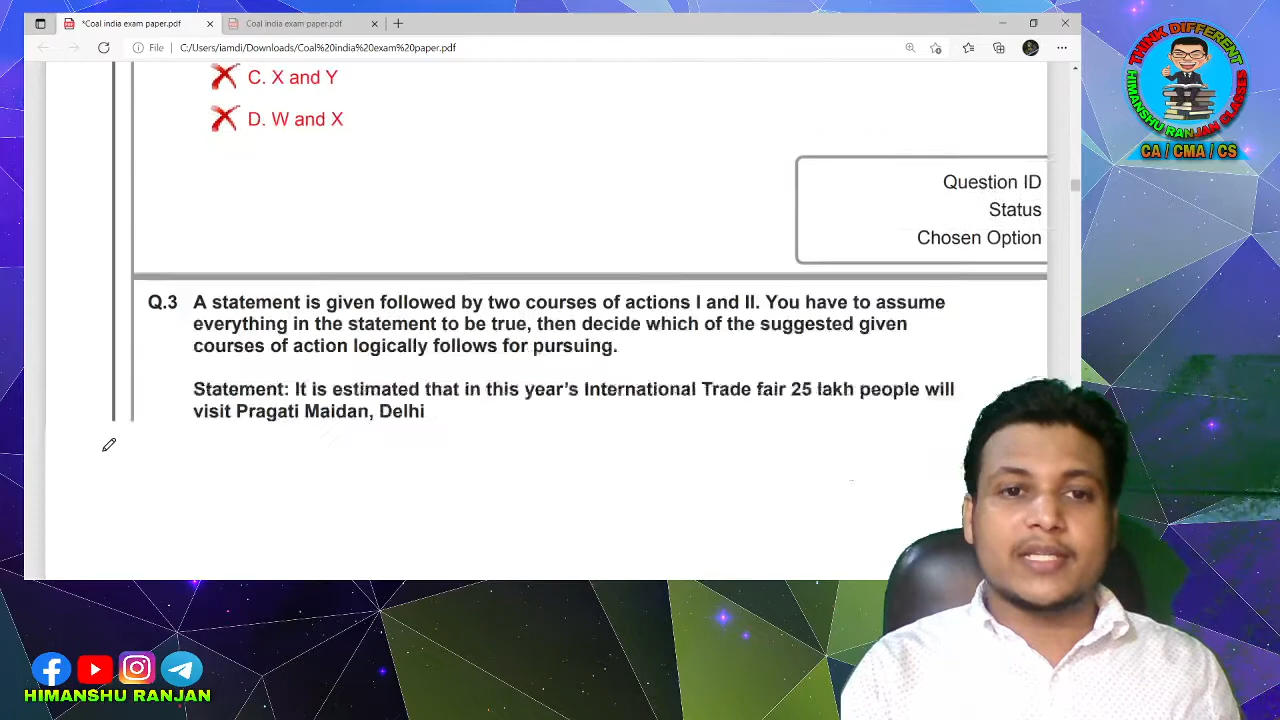 *Coal india exam paper.pdf
Coal india exam paper.pdf
File C:/Users/iamdi/Downloads/Coal%20india%20exam%20paper.pdf
THINK DIFFERENT
HIMANSHU RANJAN CLASSES
CA / CMA / CS
C. X and Y
D. W and X
Question ID
Status
Chosen Option
Q.3 A statement is given followed by two courses of actions I and II. You have to assume
everything in the statement to be true, then decide which of the suggested given
courses of action logically follows for pursuing.
Statement: It is estimated that in this year’s International Trade fair 25 lakh people will
visit Pragati Maidan, Delhi
HIMANSHU RANJAN